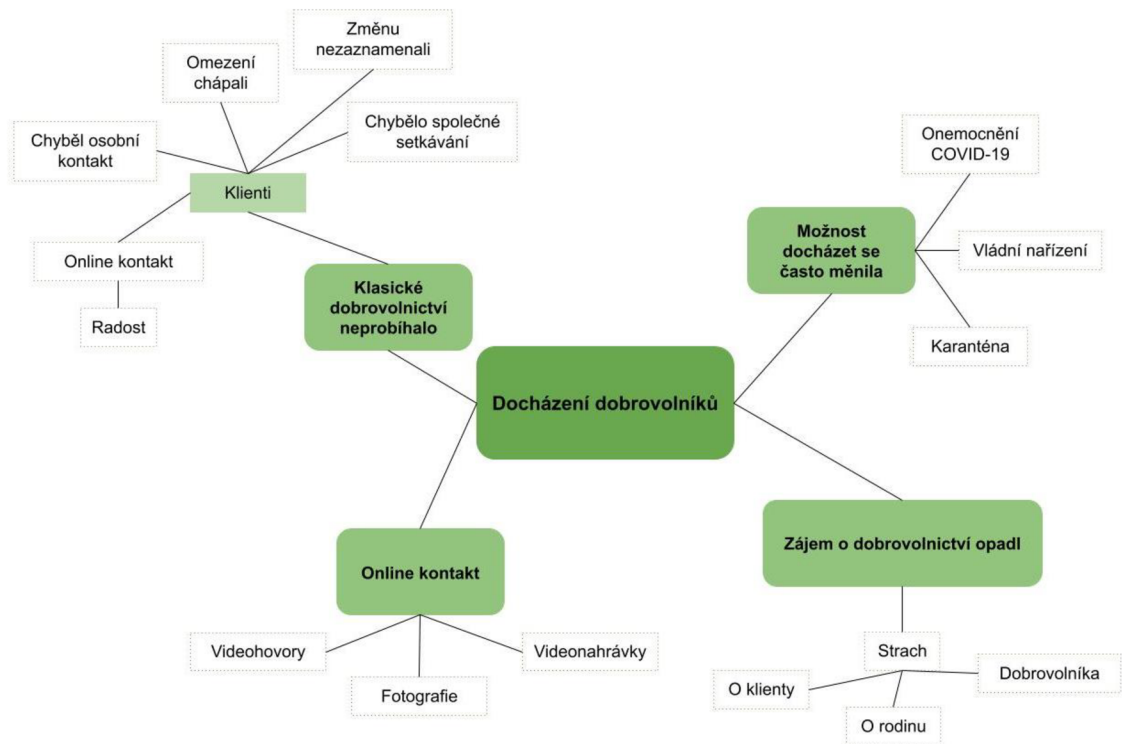 Změnu
nezaznamenali
Omezení
chápali
Chybělo společné
setkávání
Chyběl osobní
kontakt
Klienti
Online kontakt
Radost
Klasické
dobrovolnictví
neprobíhalo
Onemocnění
COVID-19
Možnost
docházet se
často měnila
Vládní nařízení
Karanténa
Docházení dobrovolníků
Online kontakt
Videohovory
Videonahrávky
Fotografie
Zájem o dobrovolnictví opadl
Strach
O klienty
Dobrovolníka
O rodinu